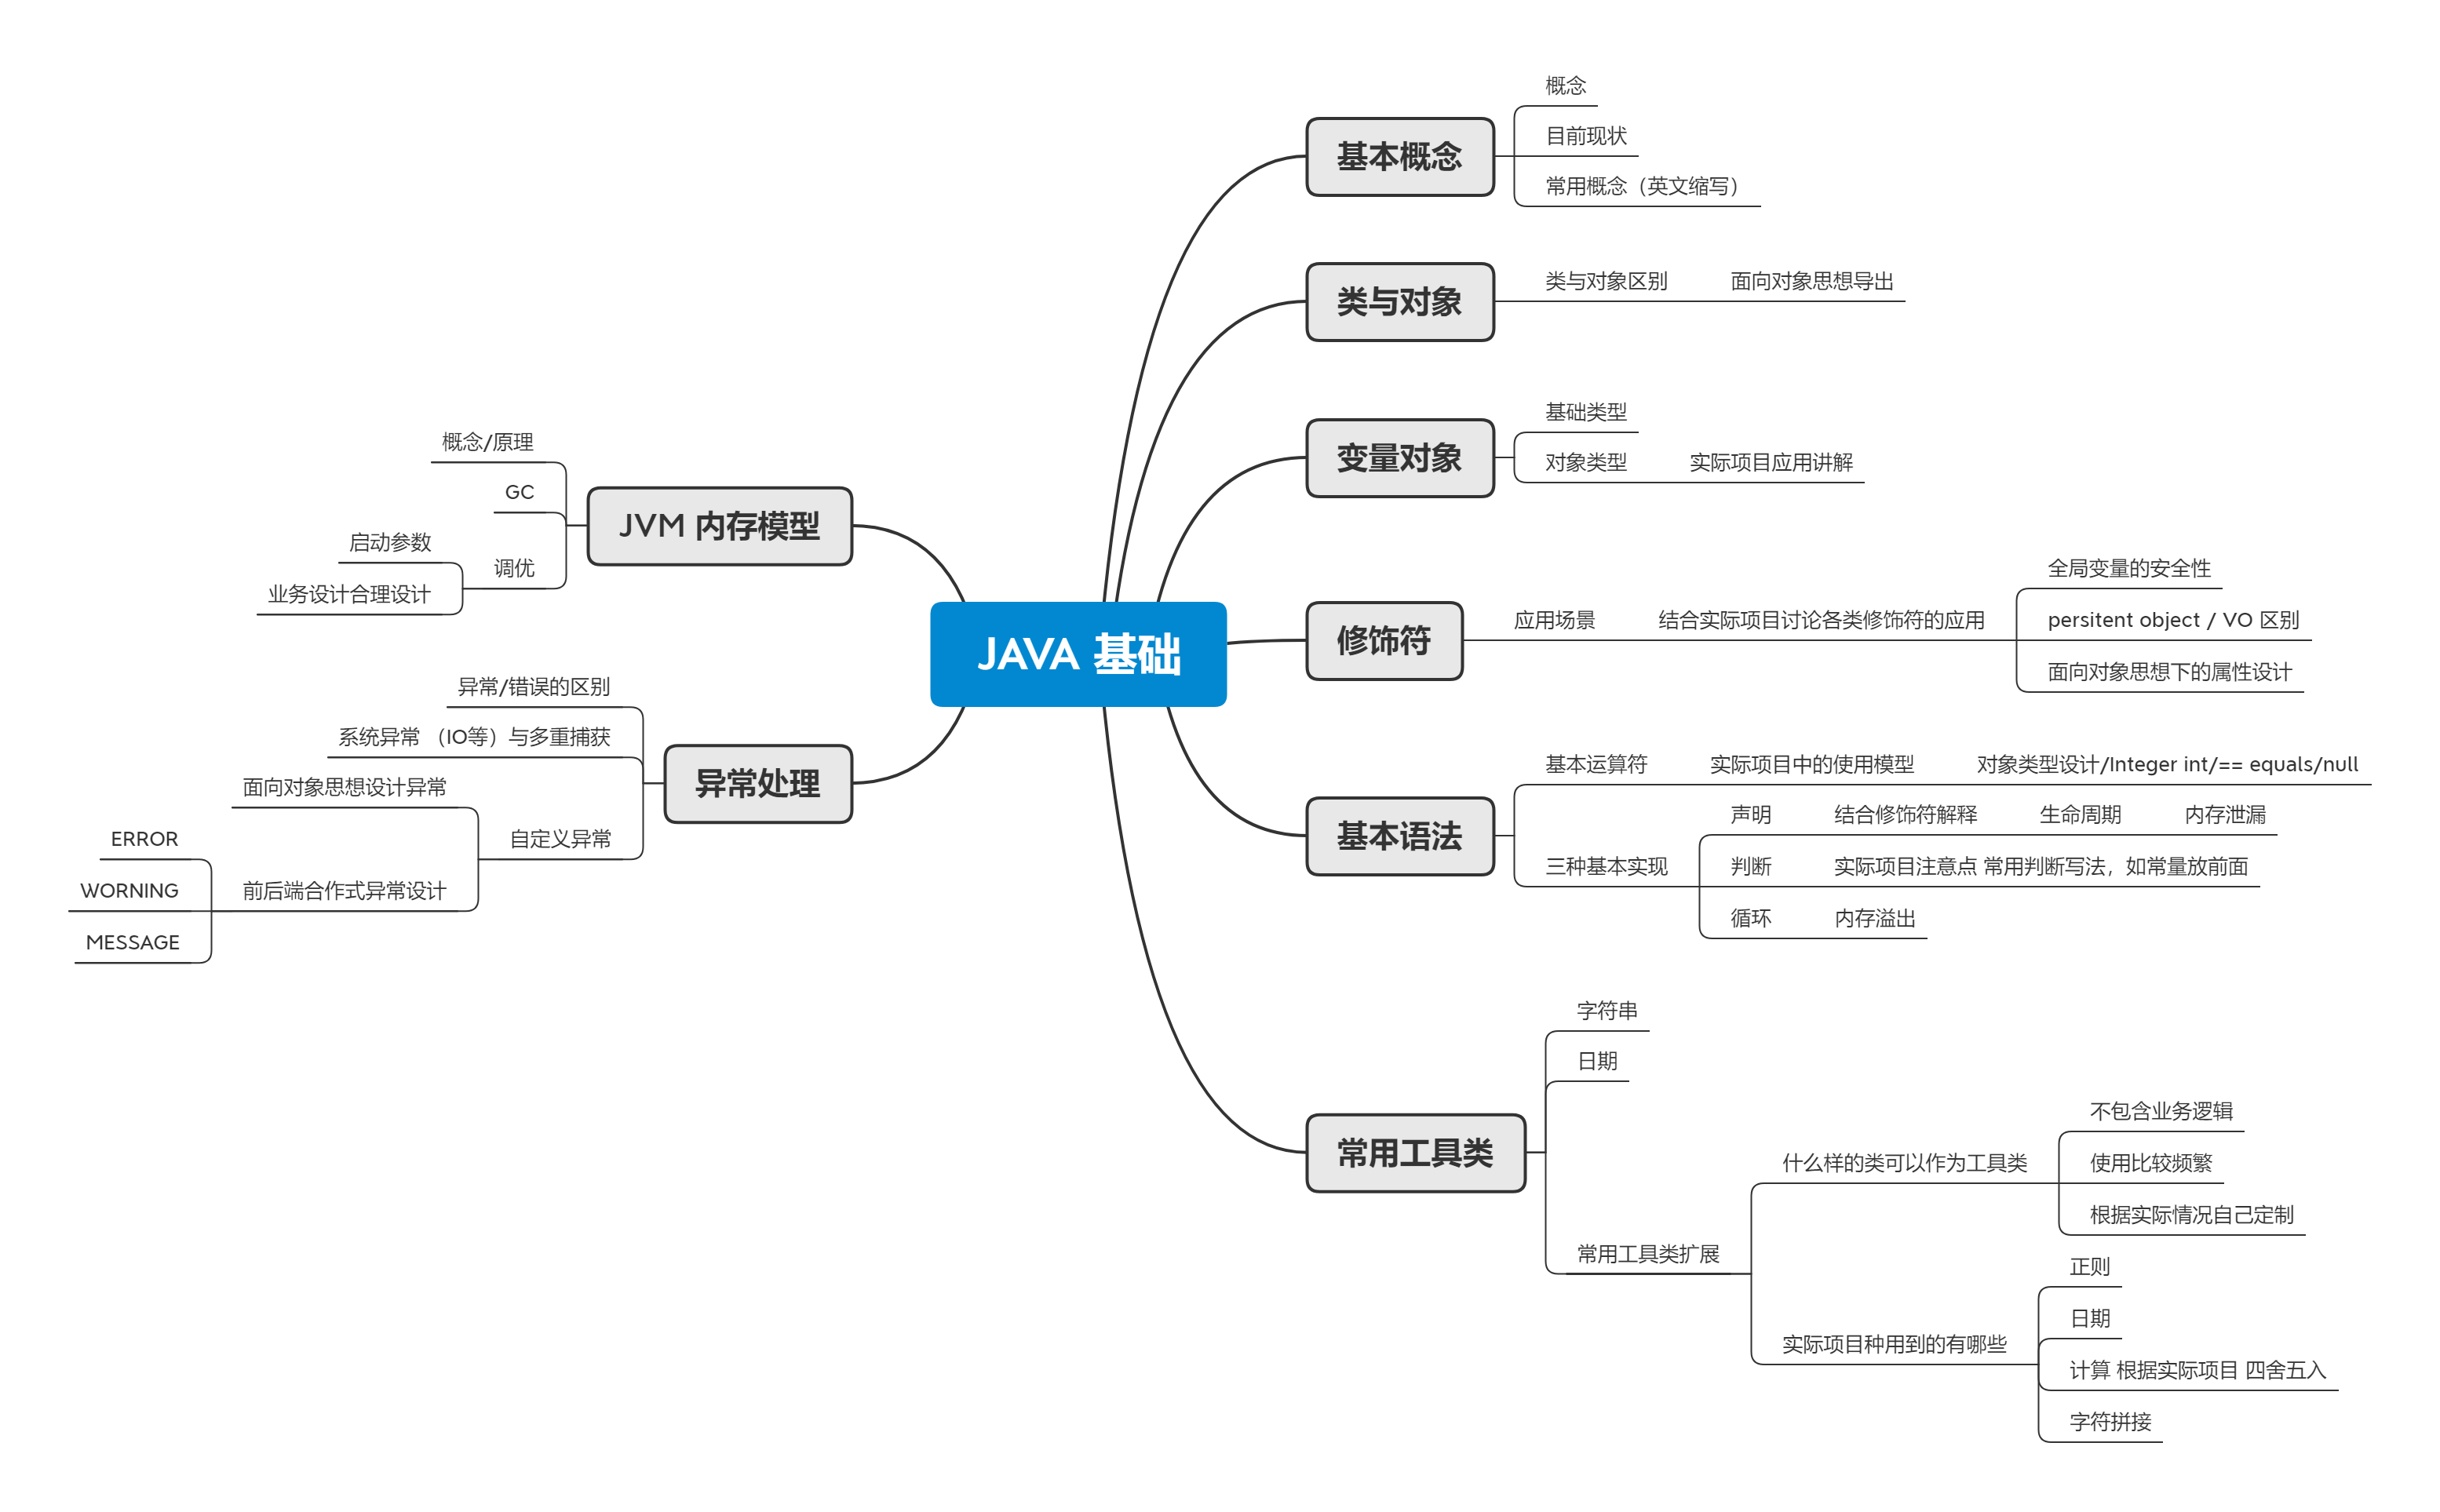 JAVA 基础
基本概念
概念
目前现状
常用概念（英文缩写）
类与对象
类与对象区别
面向对象思想导出
变量对象
基础类型
对象类型
实际项目应用讲解
修饰符
应用场景
结合实际项目讨论各类修饰符的应用
全局变量的安全性
persitent object / VO 区别
面向对象思想下的属性设计
基本语法
基本运算符
实际项目中的使用模型
对象类型设计/Integer int/== equals/null
三种基本实现
声明
结合修饰符解释
生命周期
内存泄漏
判断
实际项目注意点 常用判断写法，如常量放前面
循环
内存溢出
常用工具类
字符串
日期
常用工具类扩展
什么样的类可以作为工具类
不包含业务逻辑
使用比较频繁
根据实际情况自己定制
实际项目种用到的有哪些
正则
日期
计算 根据实际项目 四舍五入
字符拼接
JVM 内存模型
概念/原理
GC
调优
启动参数
业务设计合理设计
异常处理
异常/错误的区别
系统异常 （IO等）与多重捕获
自定义异常
面向对象思想设计异常
前后端合作式异常设计
ERROR
WORNING
MESSAGE